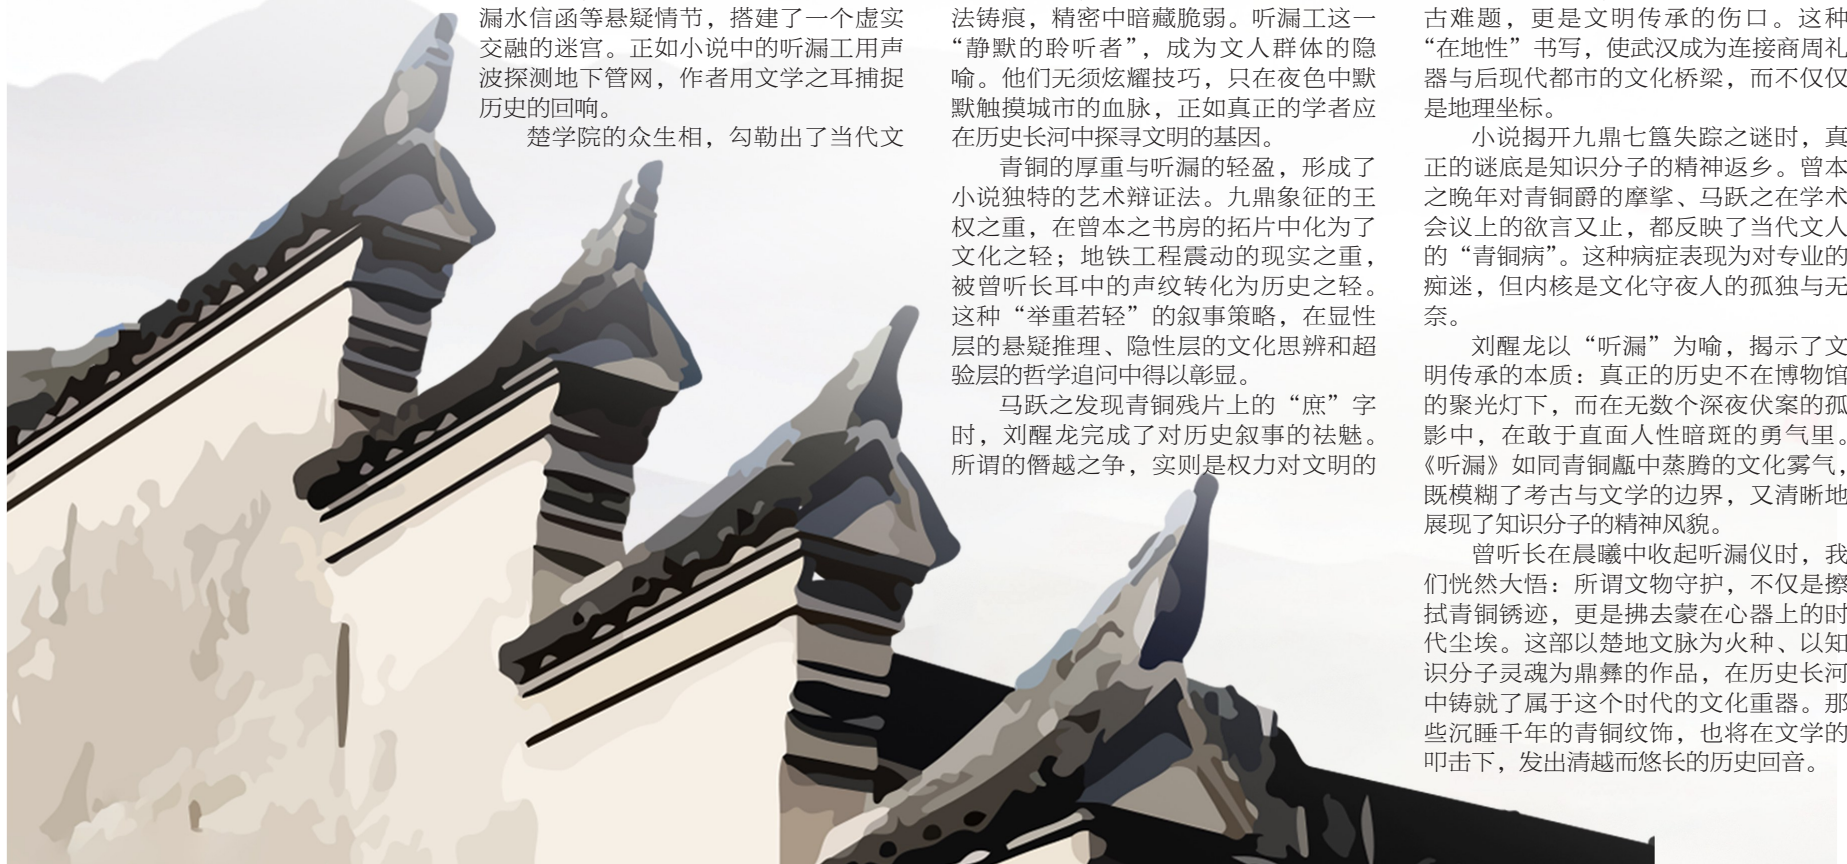 漏水信函等悬疑情节，搭建了一个虚实
交融的迷宫。正如小说中的听漏工用声
波探测地下管网，作者用文学之耳捕捉
历史的回响。
楚学院的众生相，勾勒出了当代文
法铸痕，精密中暗藏脆弱。听漏工这一
“静默的聆听者”，成为文人群体的隐
喻。他们无须炫耀技巧，只在夜色中默
默触摸城市的血脉，正如真正的学者应
在历史长河中探寻文明的基因。
青铜的厚重与听漏的轻盈，形成了
小说独特的艺术辩证法。九鼎象征的王
权之重，在曾本之书房的拓片中化为了
文化之轻；地铁工程震动的现实之重，
被曾听长耳中的声纹转化为历史之轻。
这种“举重若轻”的叙事策略，在显性
层的悬疑推理、隐性层的文化思辨和超
验层的哲学追问中得以彰显。
马跃之发现青铜残片上的“庶”字
时，刘醒龙完成了对历史叙事的祛魅。
所谓的僭越之争，实则是权力对文明的
古难题，更是文明传承的伤口。这种
“在地性”书写，使武汉成为连接商周礼
器与后现代都市的文化桥梁，而不仅仅
是地理坐标。
小说揭开九鼎七簋失踪之谜时，真
正的谜底是知识分子的精神返乡。曾本
之晚年对青铜爵的摩挲、马跃之在学术
会议上的欲言又止，都反映了当代文人
的“青铜病”。这种病症表现为对专业的
痴迷，但内核是文化守夜人的孤独与无
奈。
刘醒龙以“听漏”为喻，揭示了文
明传承的本质：真正的历史不在博物馆
的聚光灯下，而在无数个深夜伏案的孤
影中，在敢于直面人性暗斑的勇气里。
《听漏》如同青铜甗中蒸腾的文化雾气，
既模糊了考古与文学的边界，又清晰地
展现了知识分子的精神风貌。
曾听长在晨曦中收起听漏仪时，我
们恍然大悟：所谓文物守护，不仅是擦
拭青铜锈迹，更是拂去蒙在心器上的时
代尘埃。这部以楚地文脉为火种、以知
识分子灵魂为鼎彝的作品，在历史长河
中铸就了属于这个时代的文化重器。那
些沉睡千年的青铜纹饰，也将在文学的
叩击下，发出清越而悠长的历史回音。